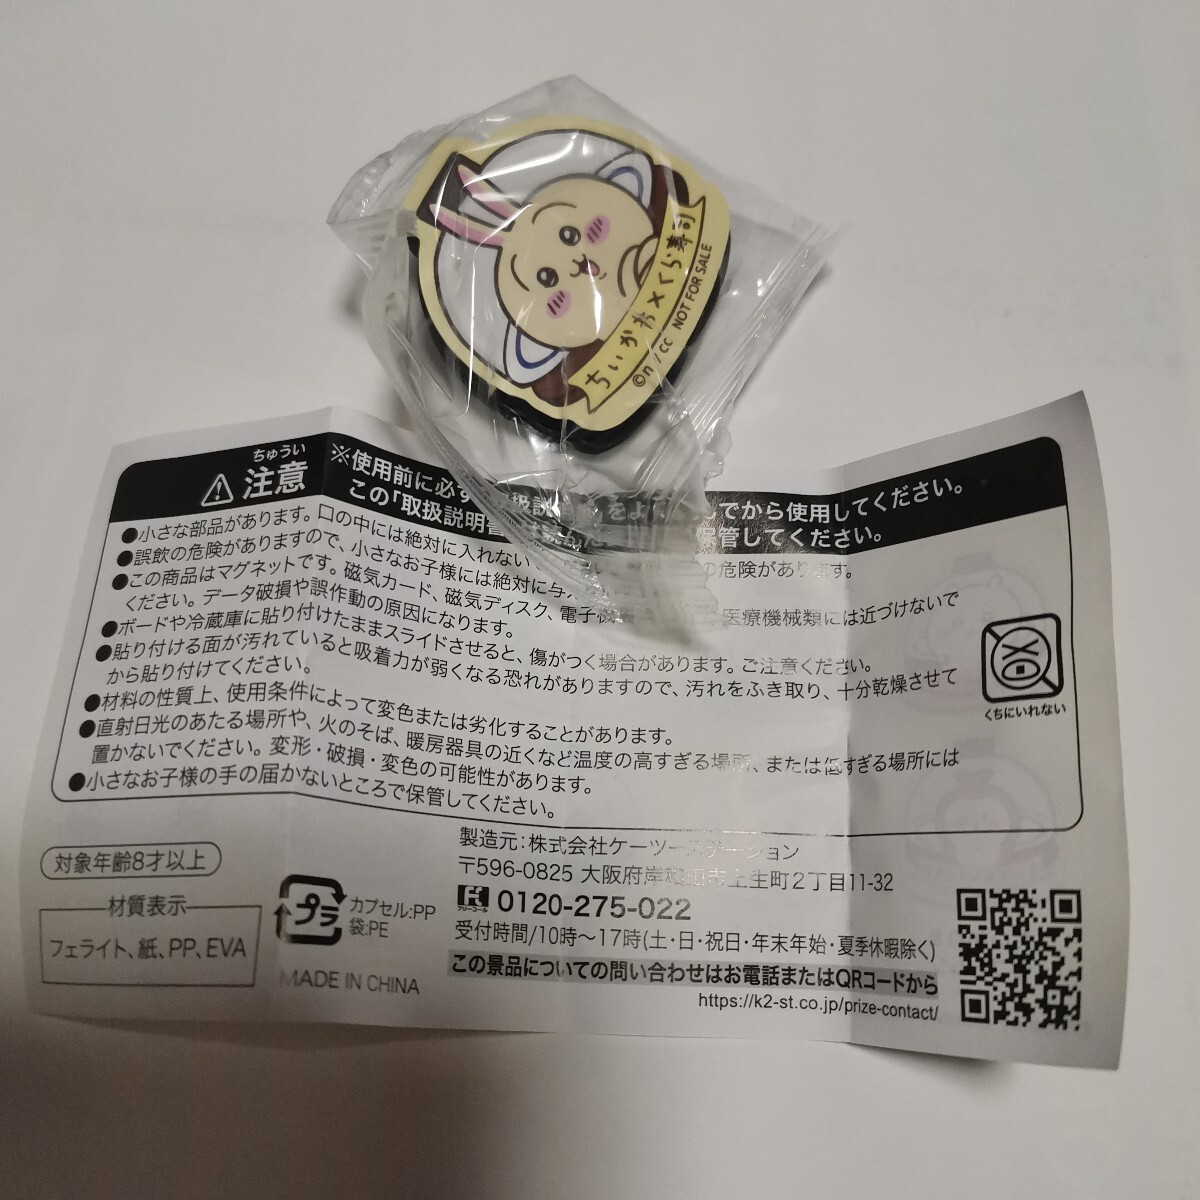 ちいかわ×くら寿司
©n/cc NOT FOR SALE
ちゅうい
注意
※使用前に必ず
でから使用してください。
この「取扱説明書
保管してください。
●小さな部品があります。口の中には絶対に入れない
●誤飲の危険がありますので、小さなお子様には絶対に与え
の危険があります。
●この商品はマグネットです。磁気カード、磁気ディスク、電子機
医療機械類には近づけないで
ください。データ破損や誤作動の原因になります。
●ボードや冷蔵庫に貼り付けたままスライドさせると、傷がつく場合があります。ご注意ください。
●貼り付ける面が汚れていると吸着力が弱くなる恐れがありますので、汚れをふき取り、十分乾燥させて
から貼り付けてください。
●材料の性質上、使用条件によって変色または劣化することがあります。
●直射日光のあたる場所や、火のそば、暖房器具の近くなど温度の高すぎる場所、または低すぎる場所には
置かないでください。変形・破損・変色の可能性があります。
●小さなお子様の手の届かないところで保管してください。
くちにいれない
対象年齢8才以上
材質表示
フェライト、紙、PP、EVA
プラ
カプセル:PP
袋:PE
MADE IN CHINA
製造元:株式会社ケーツーステーション
〒596-0825 大阪府岸和田市土生町2丁目11-32
フリーコール
0120-275-022
受付時間/10時〜17時(土・日・祝日・年末年始・夏季休暇除く)
この景品についての問い合わせはお電話またはQRコードから
https://k2-st.co.jp/prize-contact/